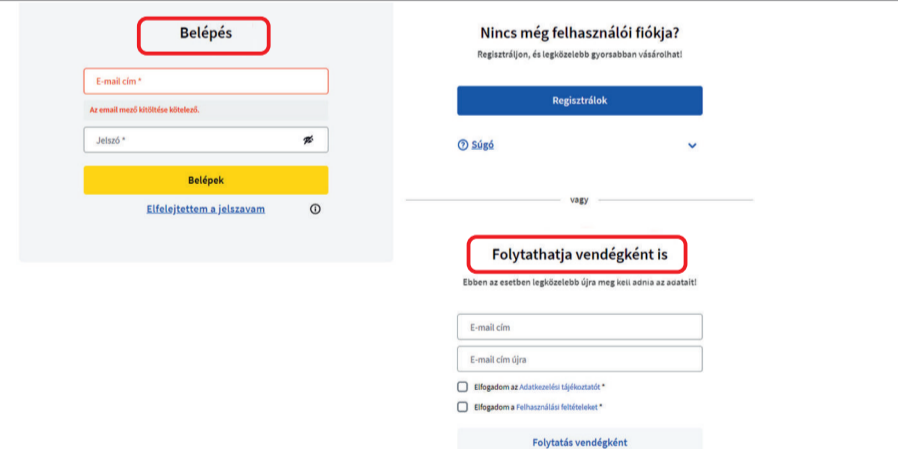 Belépés
E-mail cím *
Az email mező kitöltése kötelező.
Jelszó *
Belépek
Elfelejtettem a jelszavam
Nincs még felhasználói fiókja?
Regisztráljon, és legközelebb gyorsabban vásárolhat!
Regisztrálok
Súgó
vagy
Folytathatja vendégként is
Ebben az esetben legközelebb újra meg kell adnia az adatait!
E-mail cím
E-mail cím újra
Elfogadom az Adatkezelési tájékoztatót *
Elfogadom a Felhasználási feltételeket *
Folytatás vendégként